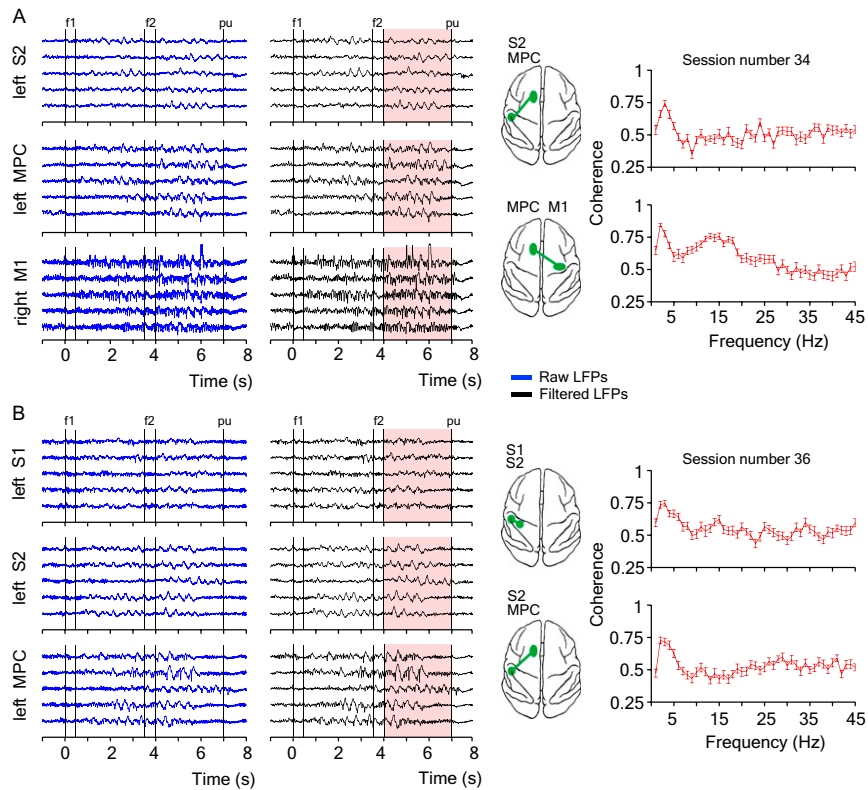 A
f1 f2 pu
f1 f2 pu
left S2
left MPC
right M1
0 2 4 6 8
Time (s)
0 2 4 6 8
Time (s)
S2
MPC
MPC M1
Session number 34
1
0.75
0.5
0.25
1
0.75
0.5
0.25
Coherence
5 15 25 35 45
Frequency (Hz)
Raw LFPs
Filtered LFPs
B
f1 f2 pu
f1 f2 pu
left S1
left S2
left MPC
0 2 4 6 8
Time (s)
0 2 4 6 8
Time (s)
S1
S2
S2
MPC
Session number 36
1
0.75
0.5
0.25
1
0.75
0.5
0.25
Coherence
5 15 25 35 45
Frequency (Hz)